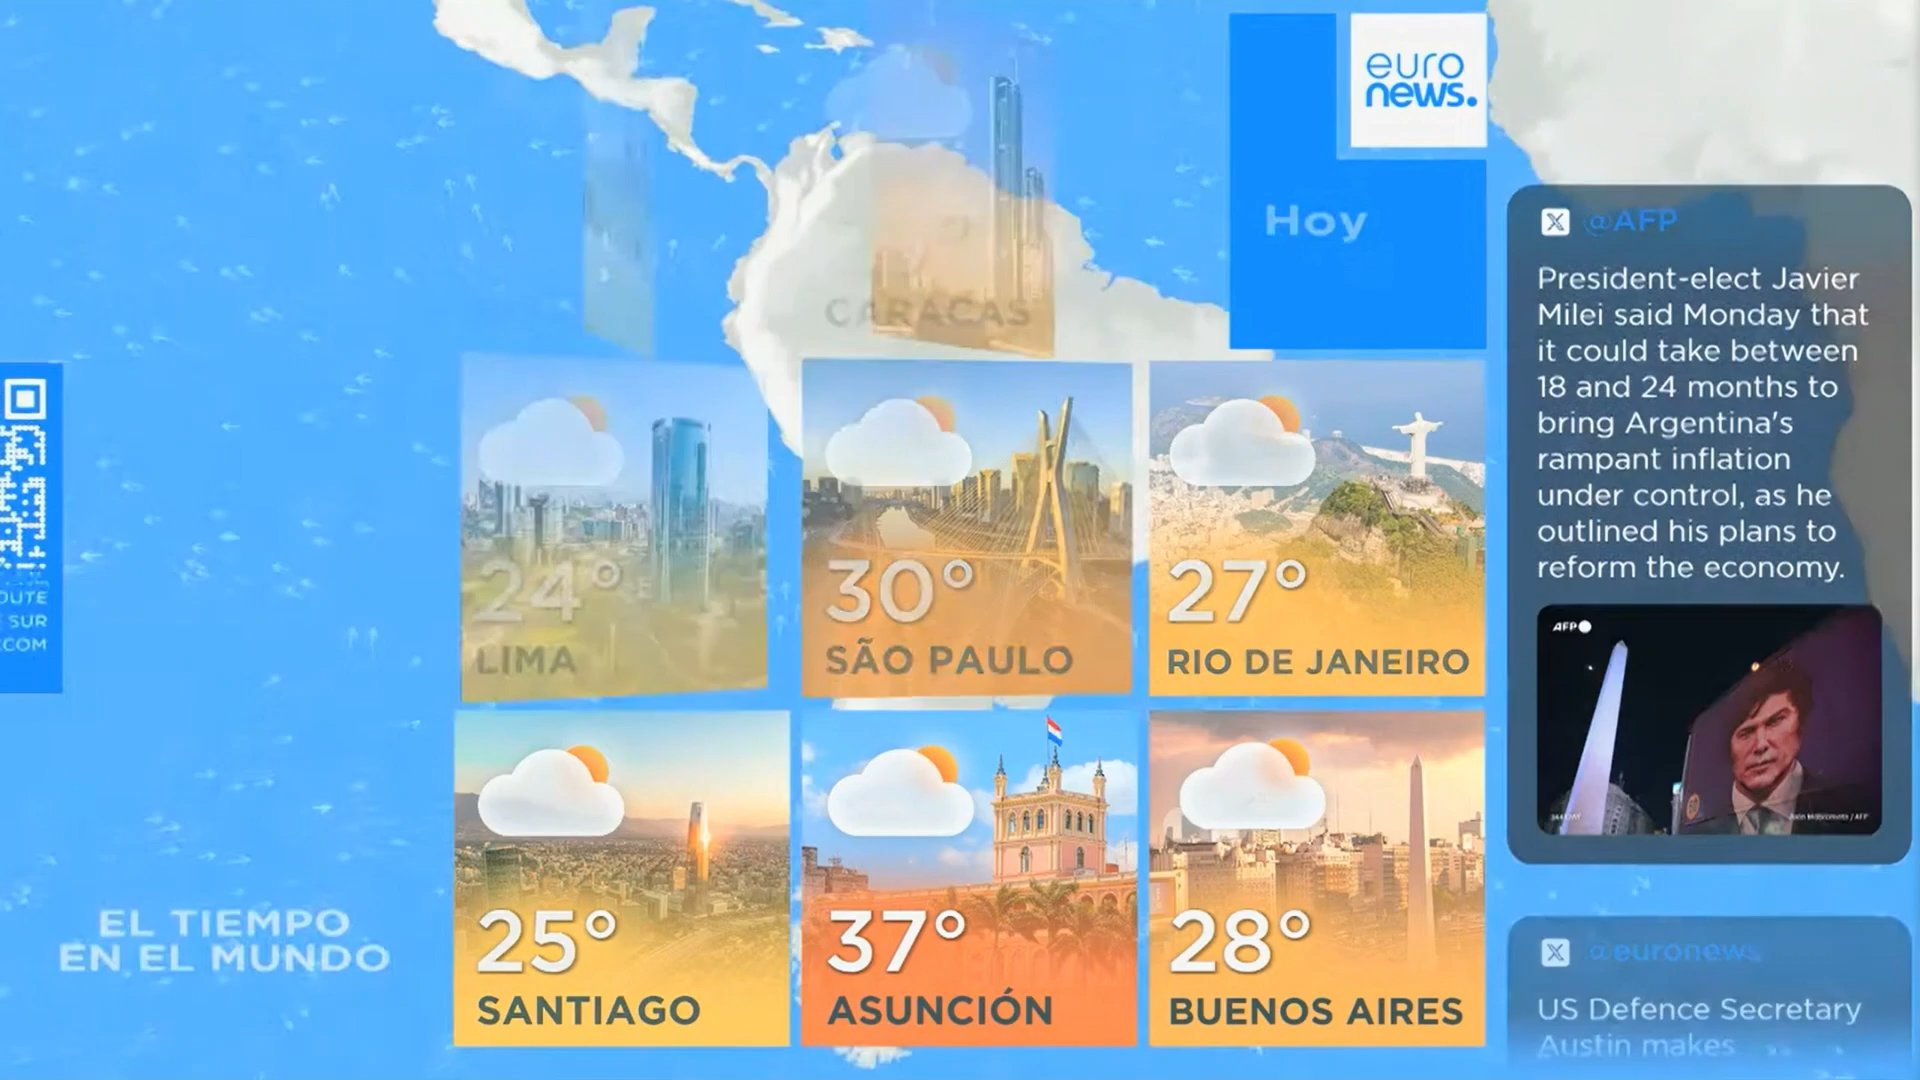 euro
news.
Hoy
CARACAS
24°
LIMA
30°
SÃO PAULO
27°
RIO DE JANEIRO
25°
SANTIAGO
37°
ASUNCIÓN
28°
BUENOS AIRES
EL TIEMPO
EN EL MUNDO
OUTE
SUR
.COM
@AFP
President-elect Javier
Milei said Monday that
it could take between
18 and 24 months to
bring Argentina's
rampant inflation
under control, as he
outlined his plans to
reform the economy.
AFP
@euronews
US Defence Secretary
Austin makes